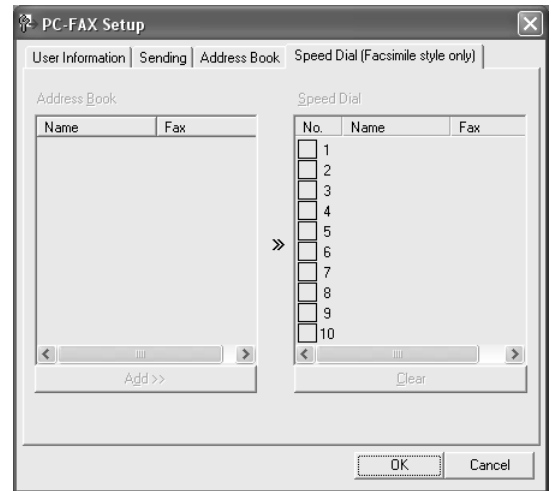 PC-FAX Setup
User Information Sending Address Book Speed Dial (Facsimile style only)
Address Book Speed Dial
Name Fax No. Name Fax
1
2
3
4
5
6
7
8
9
10
Add >> Clear
OK Cancel